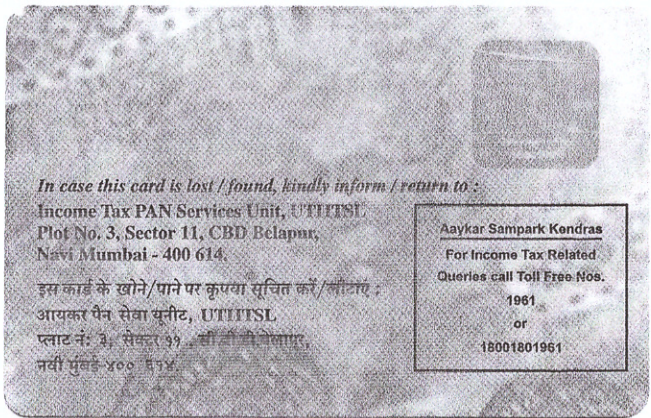 In case this card is lost / found, kindly inform / return to :
Income Tax PAN Services Unit, UTIITSL
Plot No. 3, Sector 11, CBD Belapur,
Navi Mumbai - 400 614.
इस कार्ड के खोने/पाने पर कृपया सूचित करें/लौटाएं :
आयकर पैन सेवा यूनीट, UTIITSL
प्लाट नं: ३, सेक्टर ११ , सी.बी.डी.बेलापुर,
नवी मुंबई-४०० ६१४.
Aaykar Sampark Kendras
For Income Tax Related
Queries call Toll Free Nos.
1961
or
18001801961